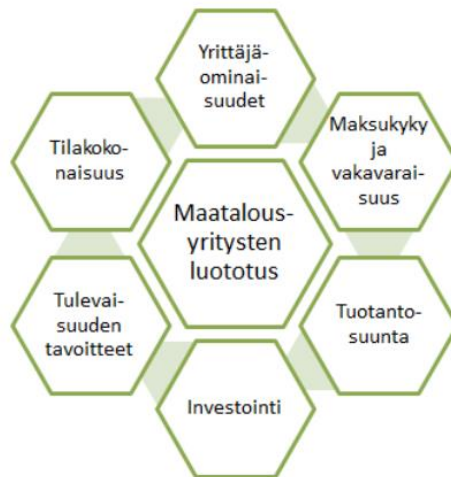 Yrittäjä-
ominai-
suudet
Maksukyky
ja
vakavarai-
suus
Tuotanto-
suunta
Investointi
Tulevai-
suuden
tavoitteet
Tilakoko-
naisuus
Maatalous-
yritysten
luototus